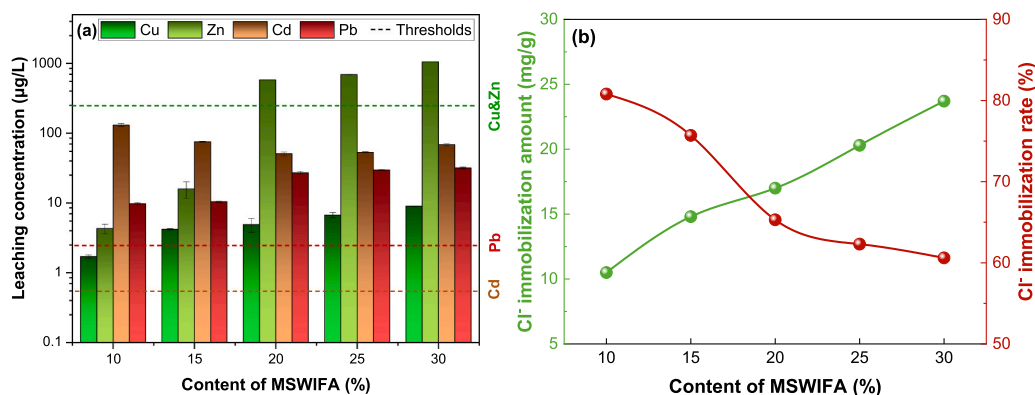 (a)
Cu Zn Cd Pb Thresholds
Leaching concentration (μg/L)
1000
100
10
1
0.1
Cu&Zn
Pb
Cd
10 15 20 25 30
Content of MSWIFA (%)
(b)
Cl⁻ immobilization amount (mg/g)
30
25
20
15
10
5
90
80
70
60
50
Cl⁻ immobilization rate (%)
10 15 20 25 30
Content of MSWIFA (%)